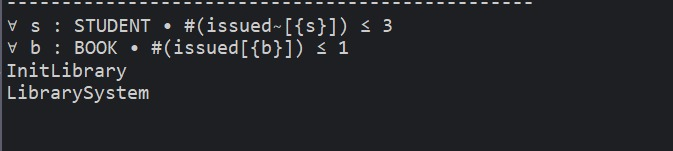 -------------------------------------------------
∀ s : STUDENT • #(issued~[{s}]) ≤ 3
∀ b : BOOK • #(issued[{b}]) ≤ 1
InitLibrary
LibrarySystem